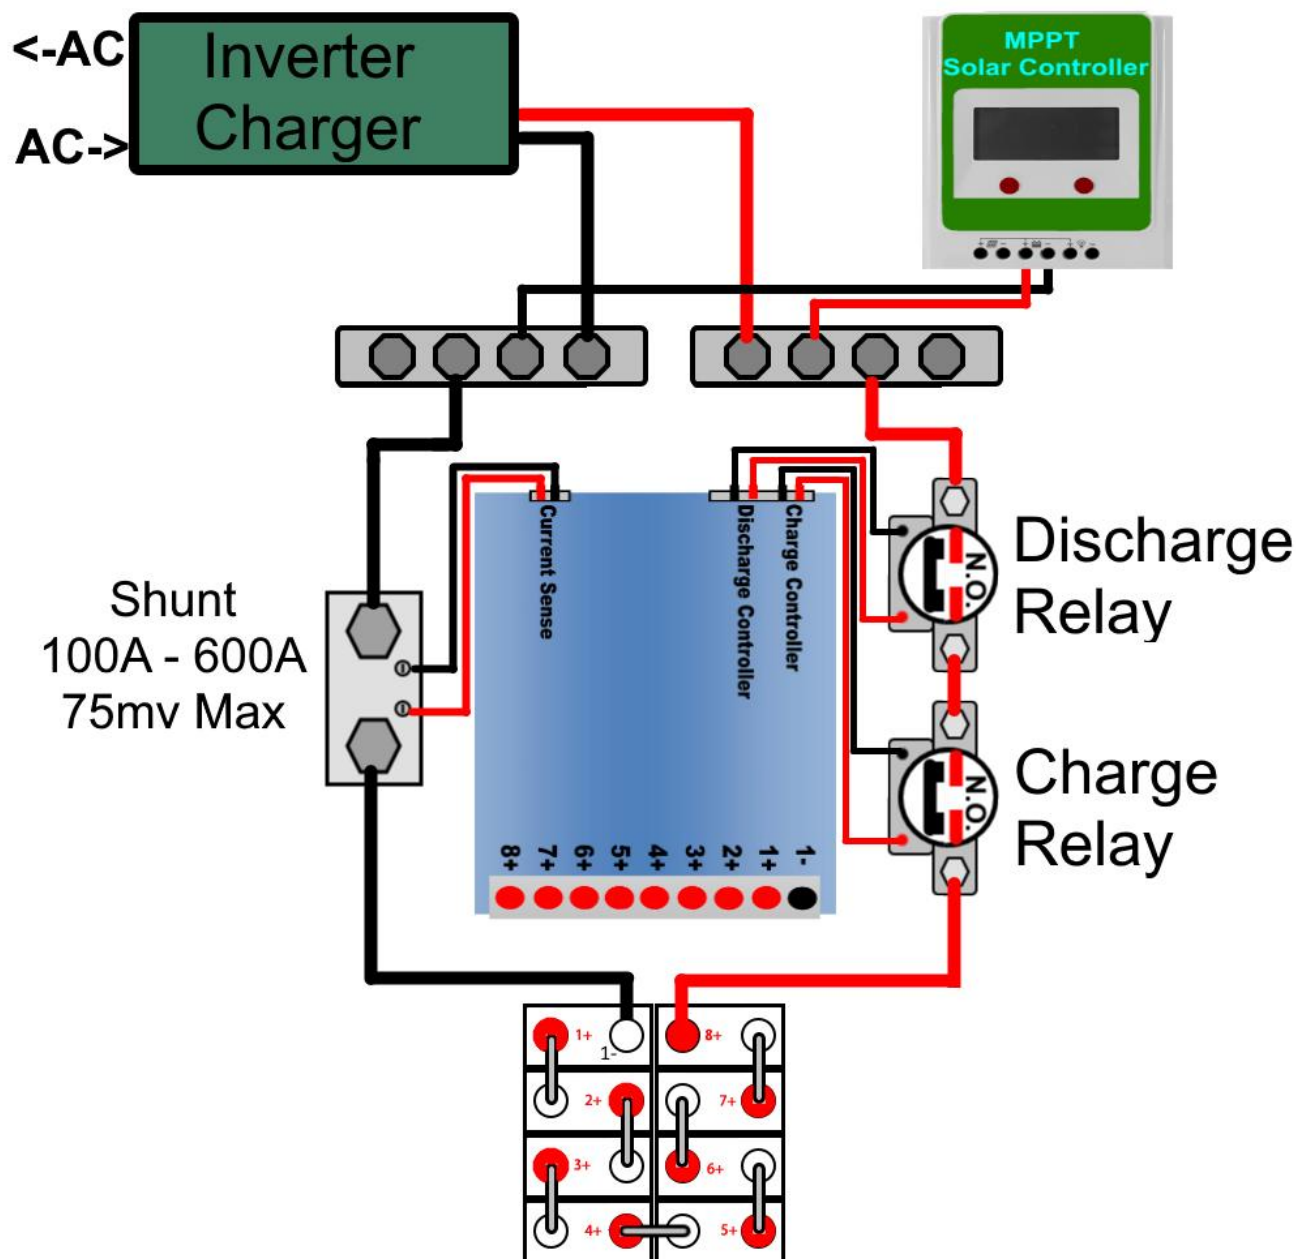 <-AC
AC->
Inverter
Charger
MPPT
Solar Controller
Current Sense
Discharge Controller
Charge Controller
N.O.
Discharge
Relay
Shunt
100A - 600A
75mv Max
N.O.
Charge
Relay
8+ 7+ 6+ 5+ 4+ 3+ 2+ 1+ 1-
1+ 1- 8+
2+ 7+
3+ 6+
4+ 5+